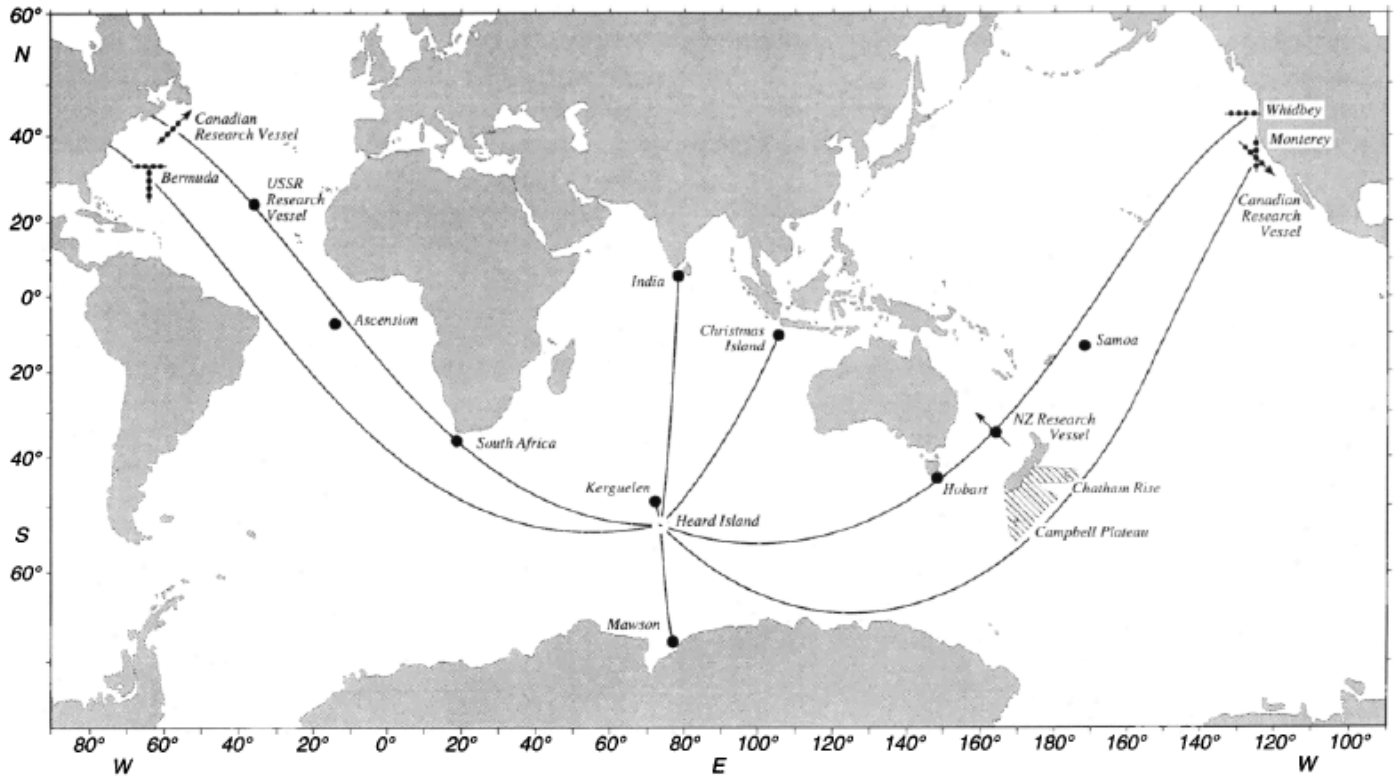 60°
N
40°
20°
0°
20°
40°
S
60°
Canadian
Research Vessel
Bermuda
USSR
Research
Vessel
Ascension
South Africa
India
Christmas
Island
Kerguelen
Heard Island
Mawson
Whidbey
Monterey
Canadian
Research
Vessel
Samoa
NZ Research
Vessel
Hobart
Chatham Rise
Campbell Plateau
80° 60° 40° 20° 0° 20° 40° 60° 80° 100° 120° 140° 160° 180° 160° 140° 120° 100°
W E W